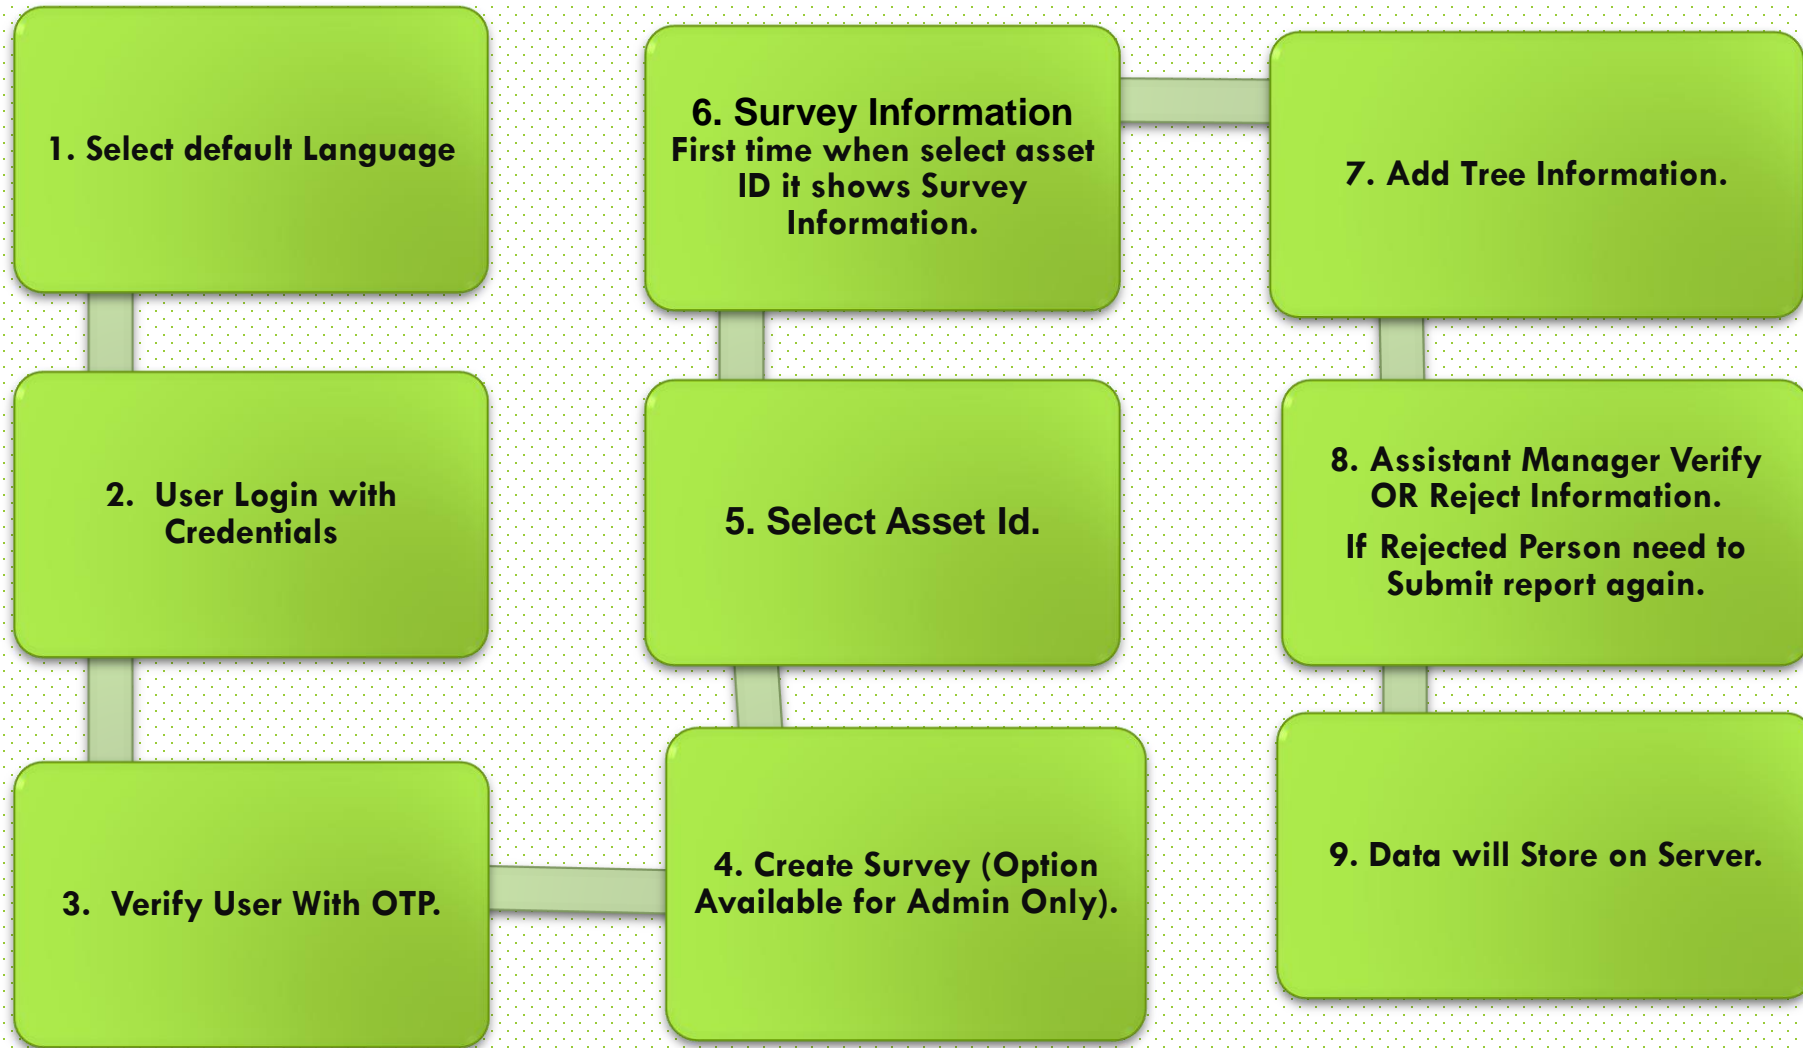 1. Select default Language
2. User Login with
Credentials
3. Verify User With OTP.
4. Create Survey (Option
Available for Admin Only).
5. Select Asset Id.
6. Survey Information
First time when select asset
ID it shows Survey
Information.
7. Add Tree Information.
8. Assistant Manager Verify
OR Reject Information.
If Rejected Person need to
Submit report again.
9. Data will Store on Server.